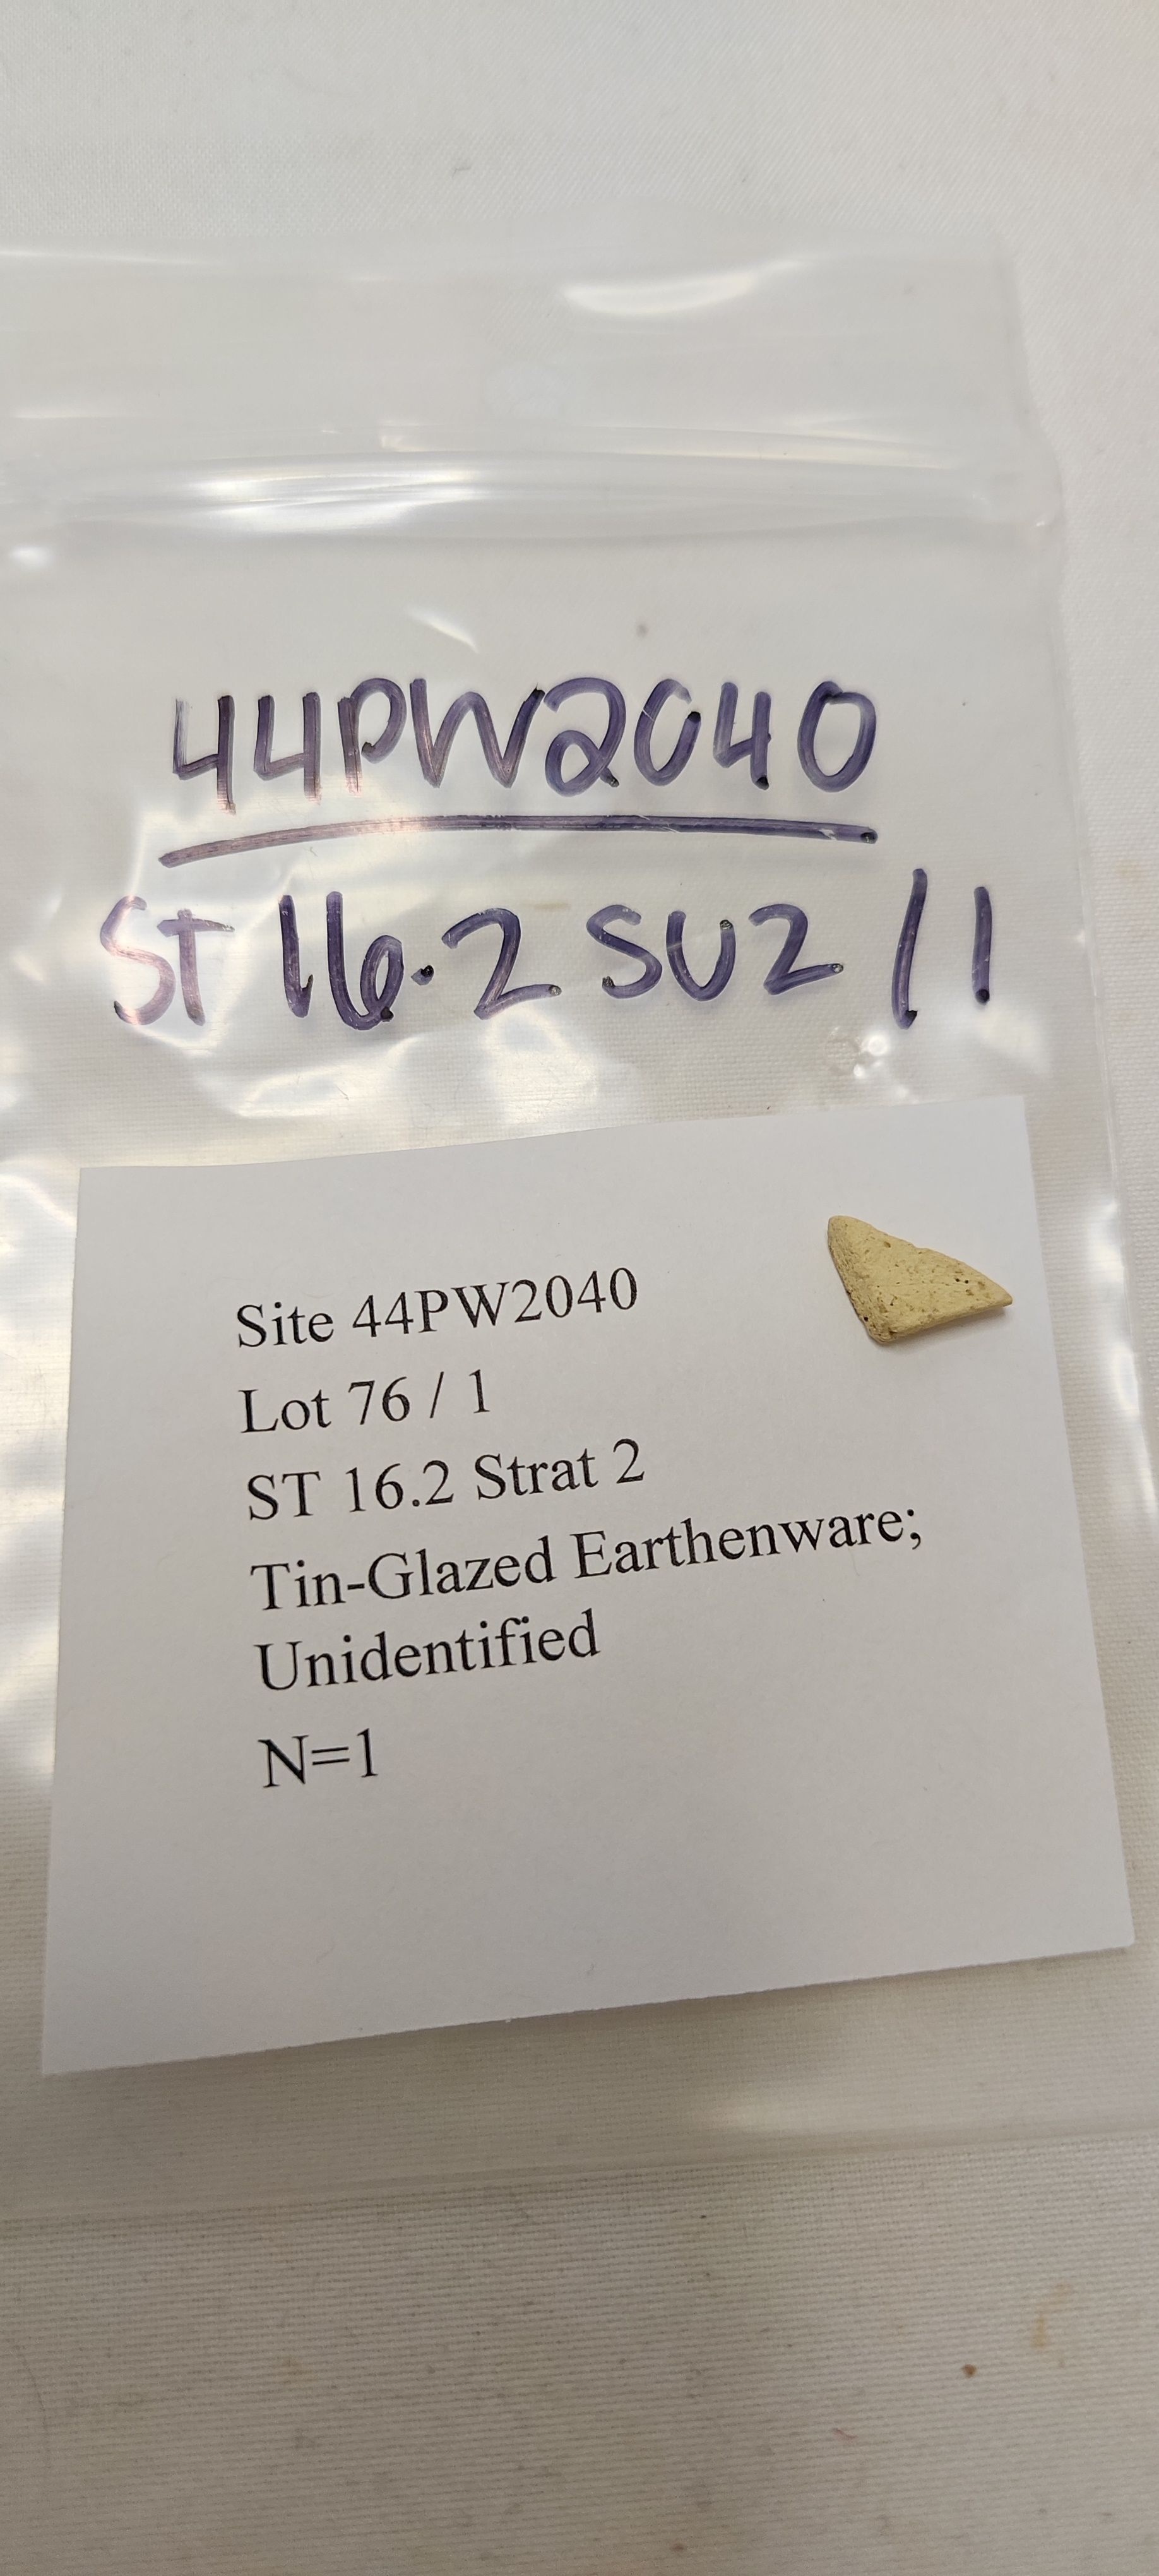 44PW2040
ST 16.2 SU2 / 1
Site 44PW2040
Lot 76 / 1
ST 16.2 Strat 2
Tin-Glazed Earthenware;
Unidentified
N=1